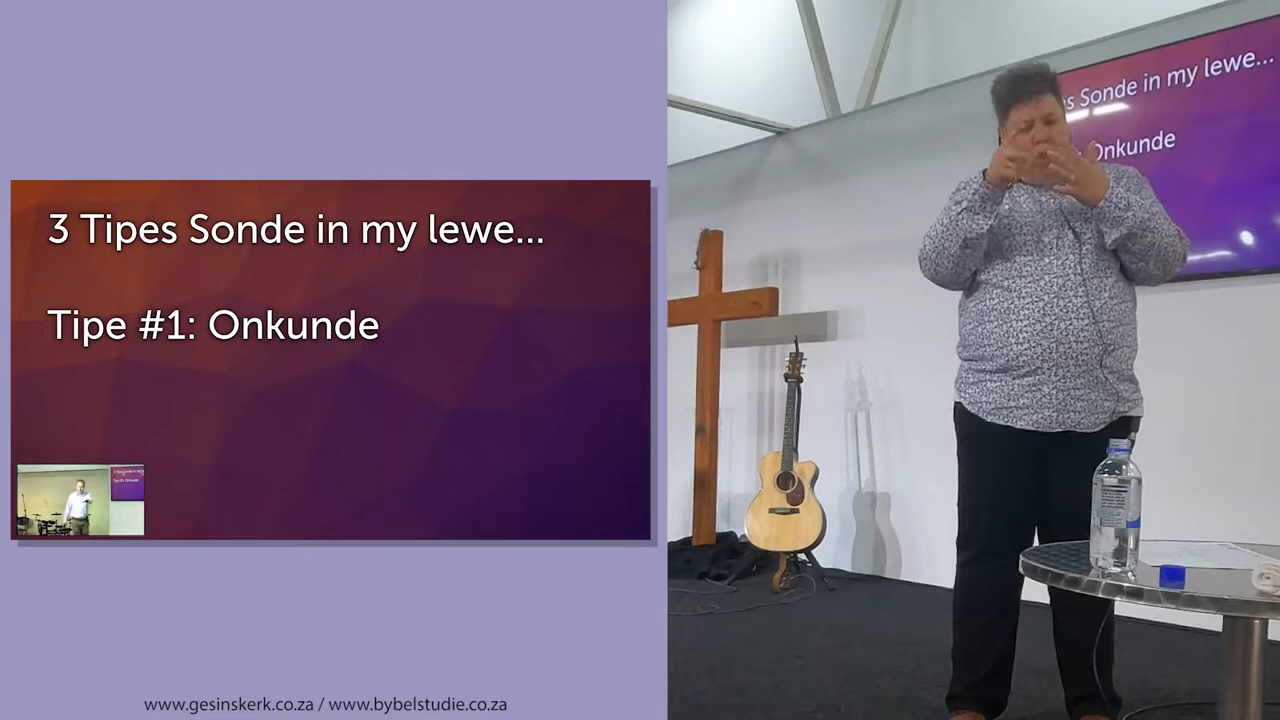 3 Tipes Sonde in my lewe...
Tipe #1: Onkunde
www.gesinskerk.co.za / www.bybelstudie.co.za
Sonde in my lewe...
Onkunde